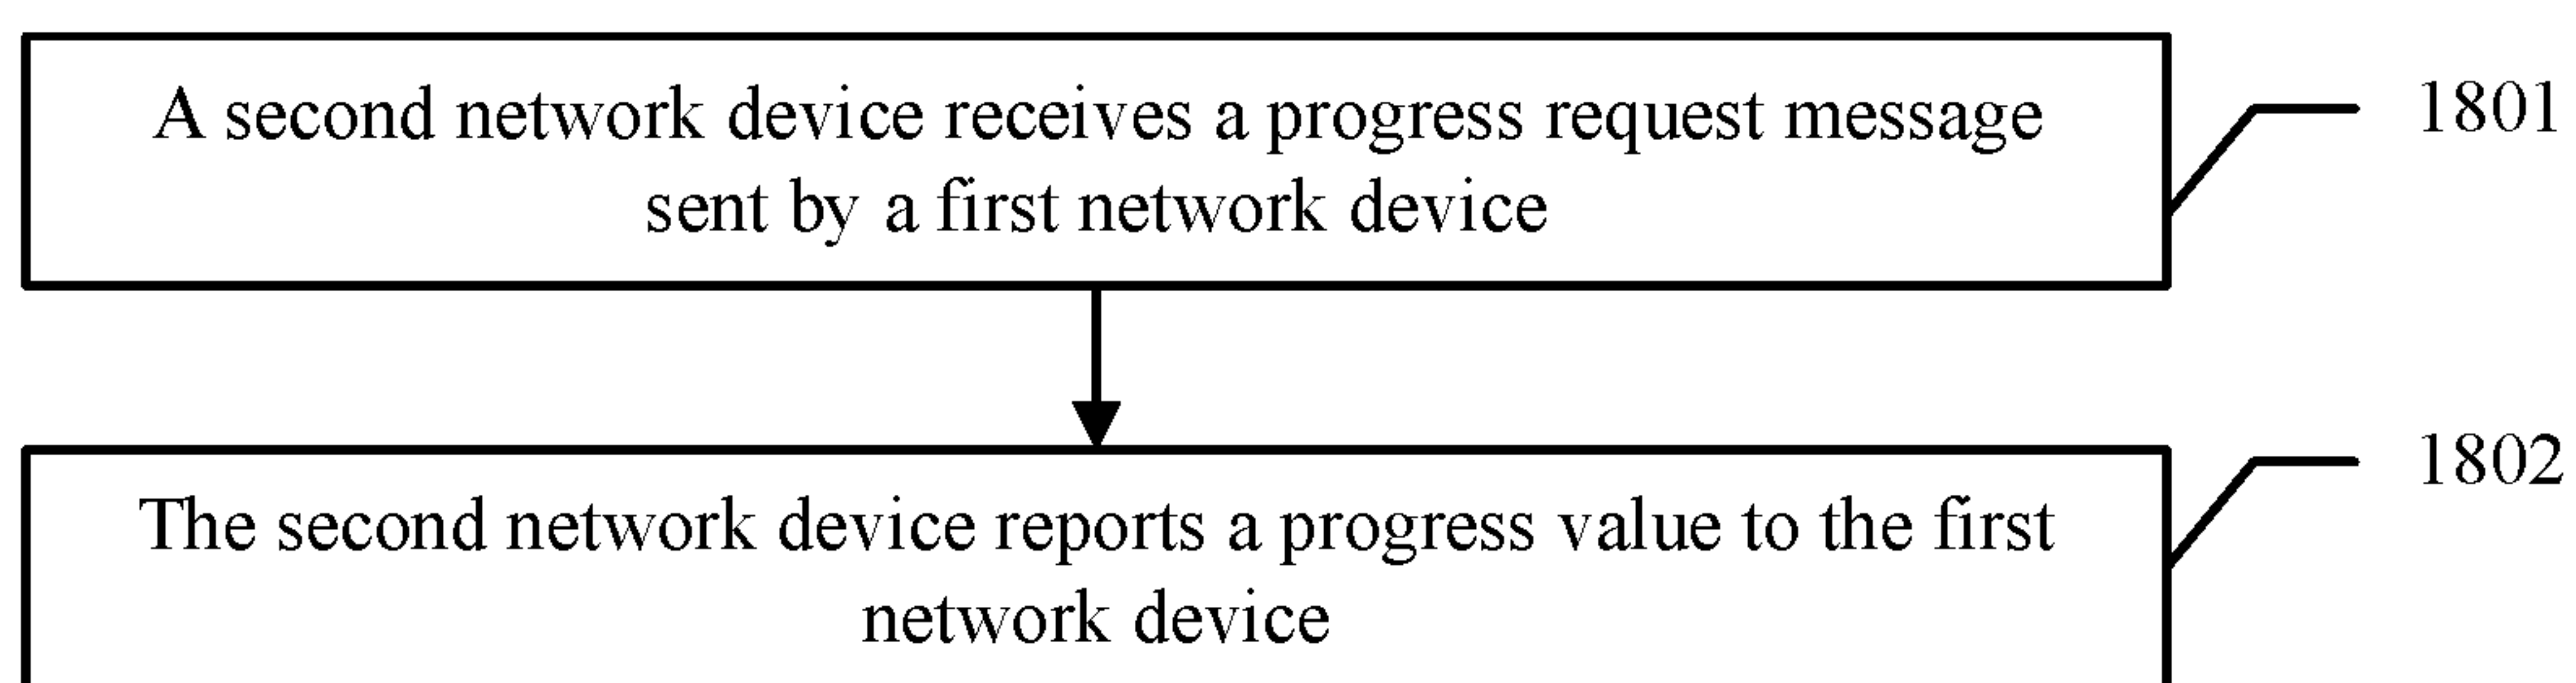 A second network device receives a progress request message
sent by a first network device
1801
The second network device reports a progress value to the first
network device
1802